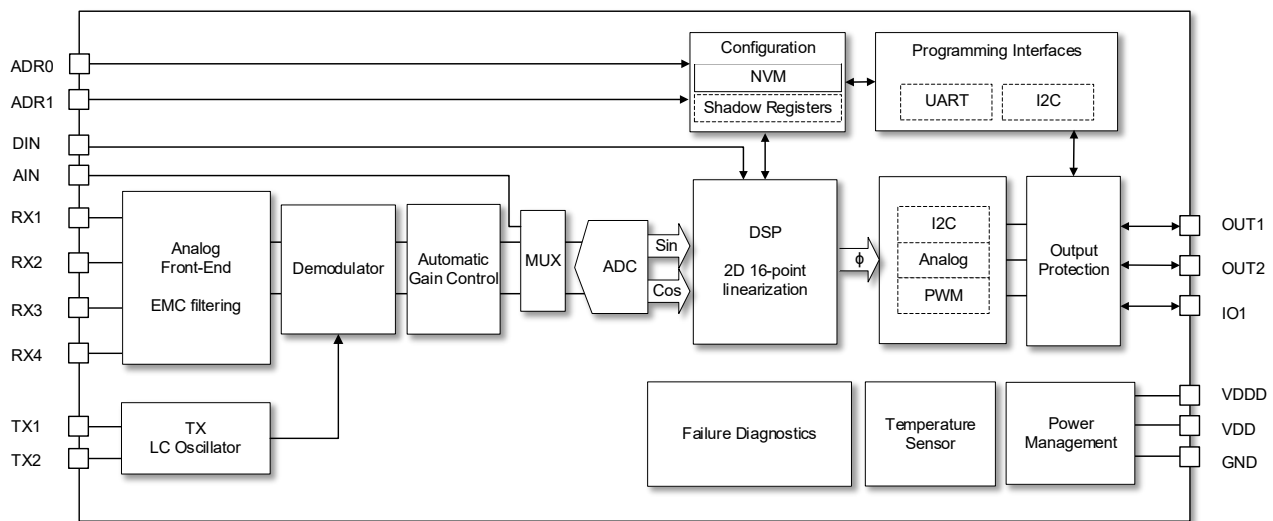 ADR0
ADR1
DIN
AIN
RX1
RX2
RX3
RX4
TX1
TX2
Configuration
NVM
Shadow Registers
Programming Interfaces
UART
I2C
Analog
Front-End
EMC filtering
Demodulator
Automatic
Gain Control
MUX
ADC
Sin
Cos
DSP
2D 16-point
linearization
ϕ
I2C
Analog
PWM
Output
Protection
OUT1
OUT2
IO1
TX
LC Oscillator
Failure Diagnostics
Temperature
Sensor
Power
Management
VDDD
VDD
GND